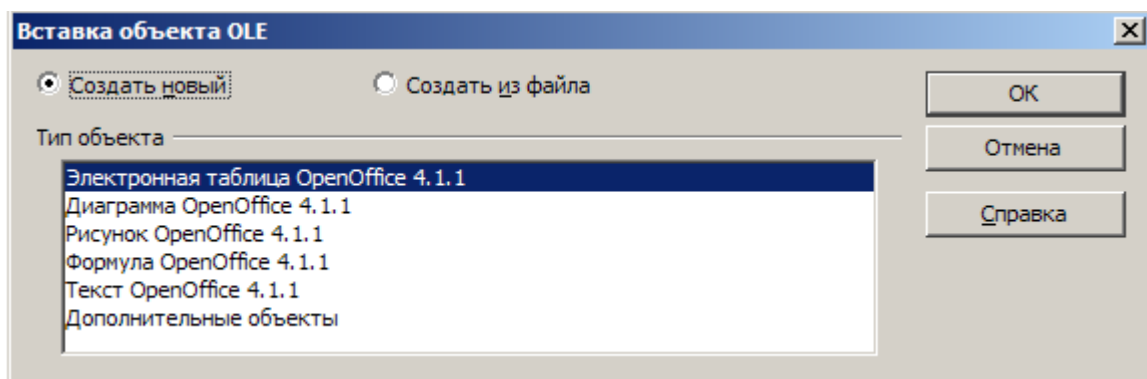 Вставка объекта OLE
Создать новый Создать из файла
ОК
Тип объекта
Отмена
Электронная таблица OpenOffice 4.1.1
Диаграмма OpenOffice 4.1.1
Справка
Рисунок OpenOffice 4.1.1
Формула OpenOffice 4.1.1
Текст OpenOffice 4.1.1
Дополнительные объекты